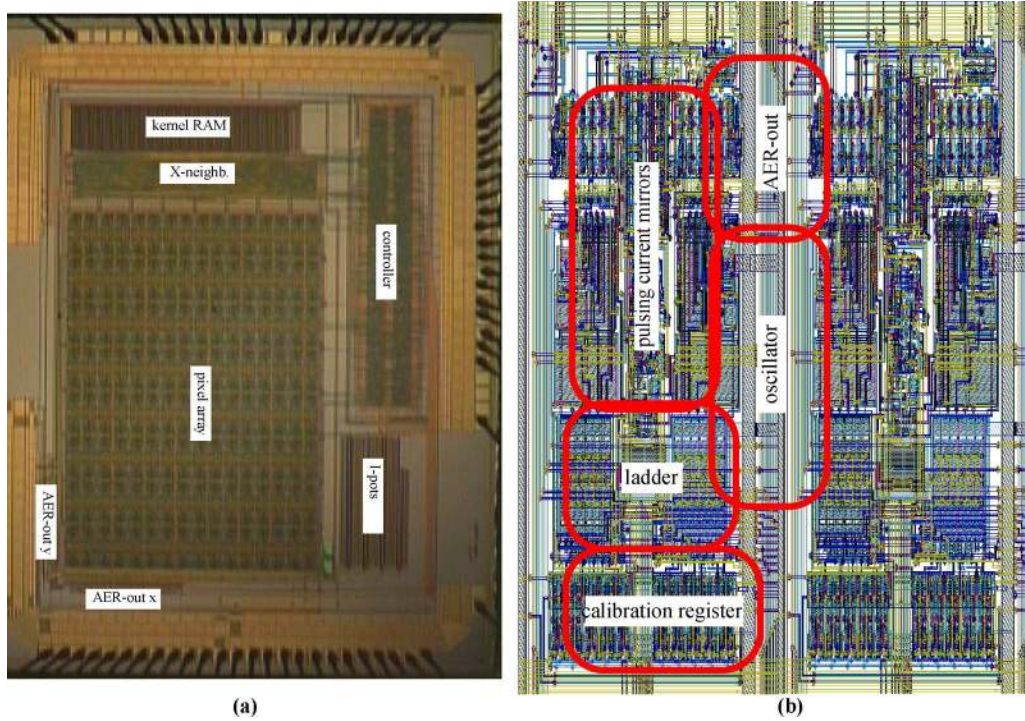 kernel RAM
X-neighb.
controller
pixel array
I-pots
AER-out y
AER-out x
(a)
AER-out
pulsing current mirrors
oscillator
ladder
calibration register
(b)